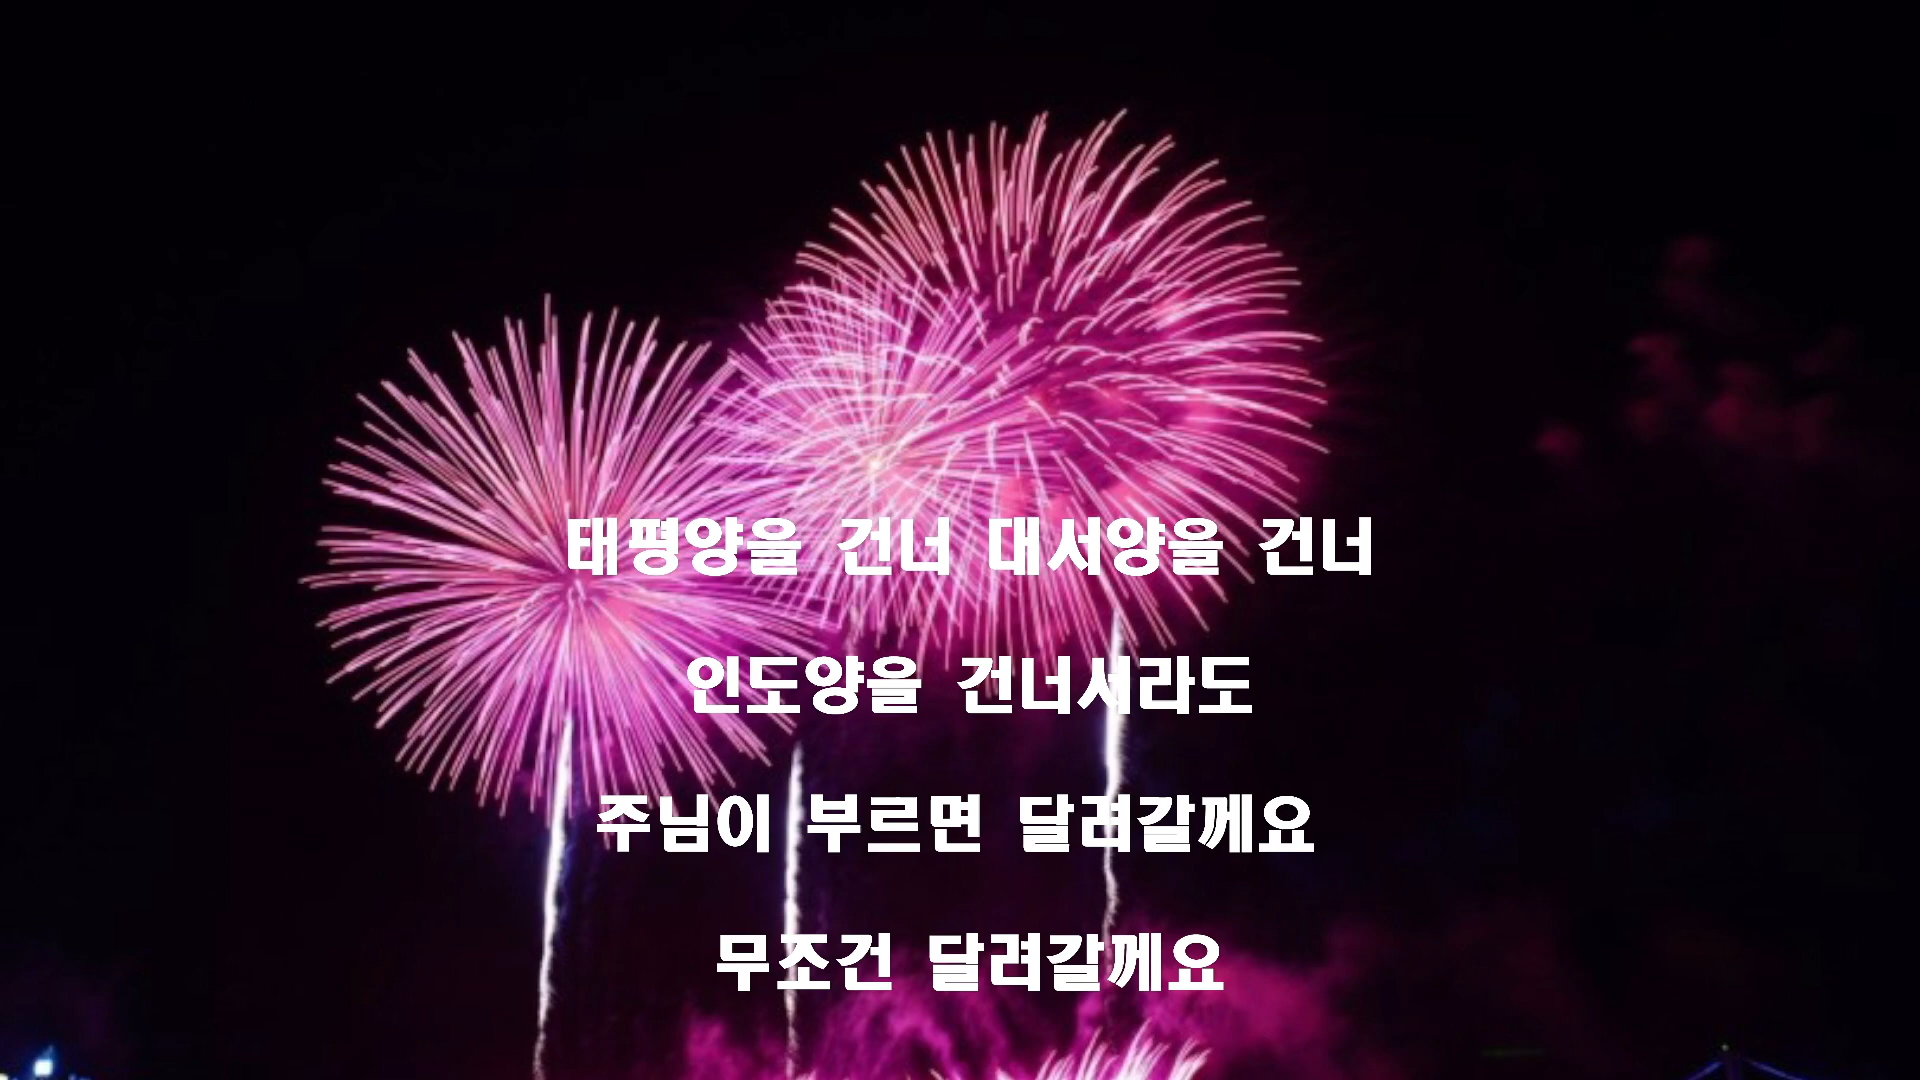 태평양을 건너 대서양을 건너
인도양을 건너서라도
주님이 부르면 달려갈께요
무조건 달려갈께요